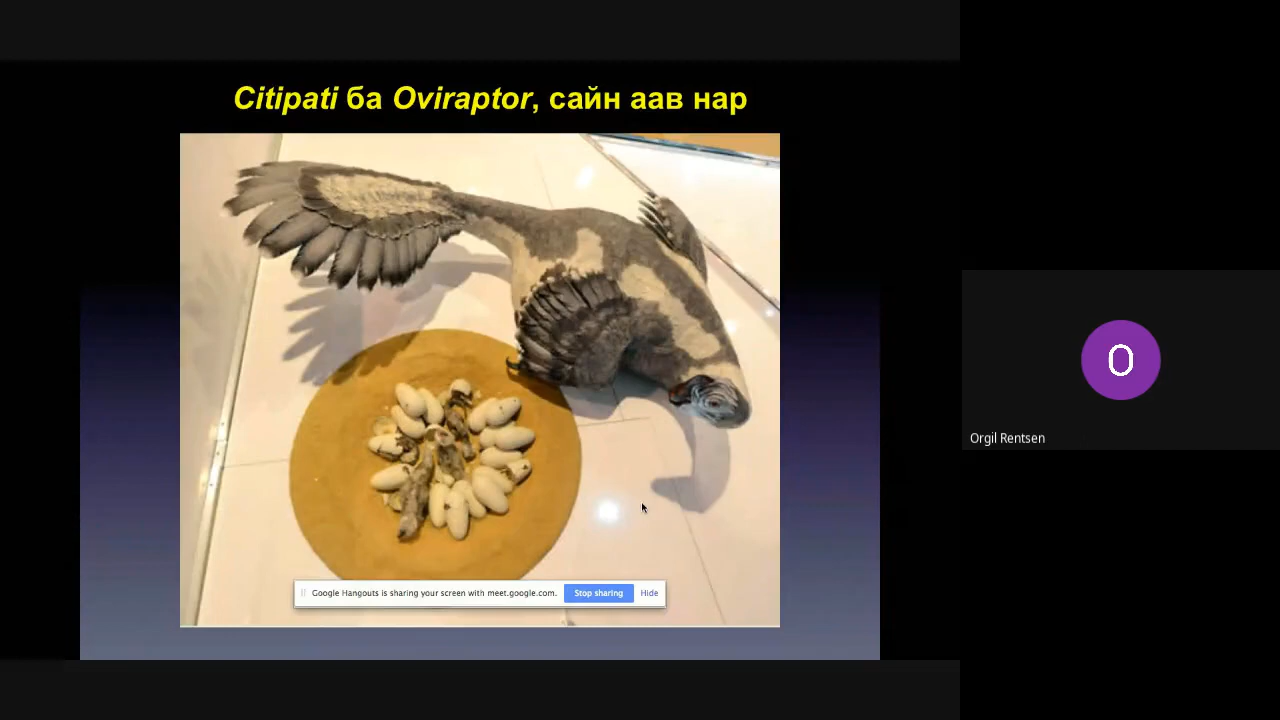 Citipati ба Oviraptor, сайн аав нар
Google Hangouts is sharing your screen with meet.google.com. Stop sharing Hide
O
Orgil Rentsen